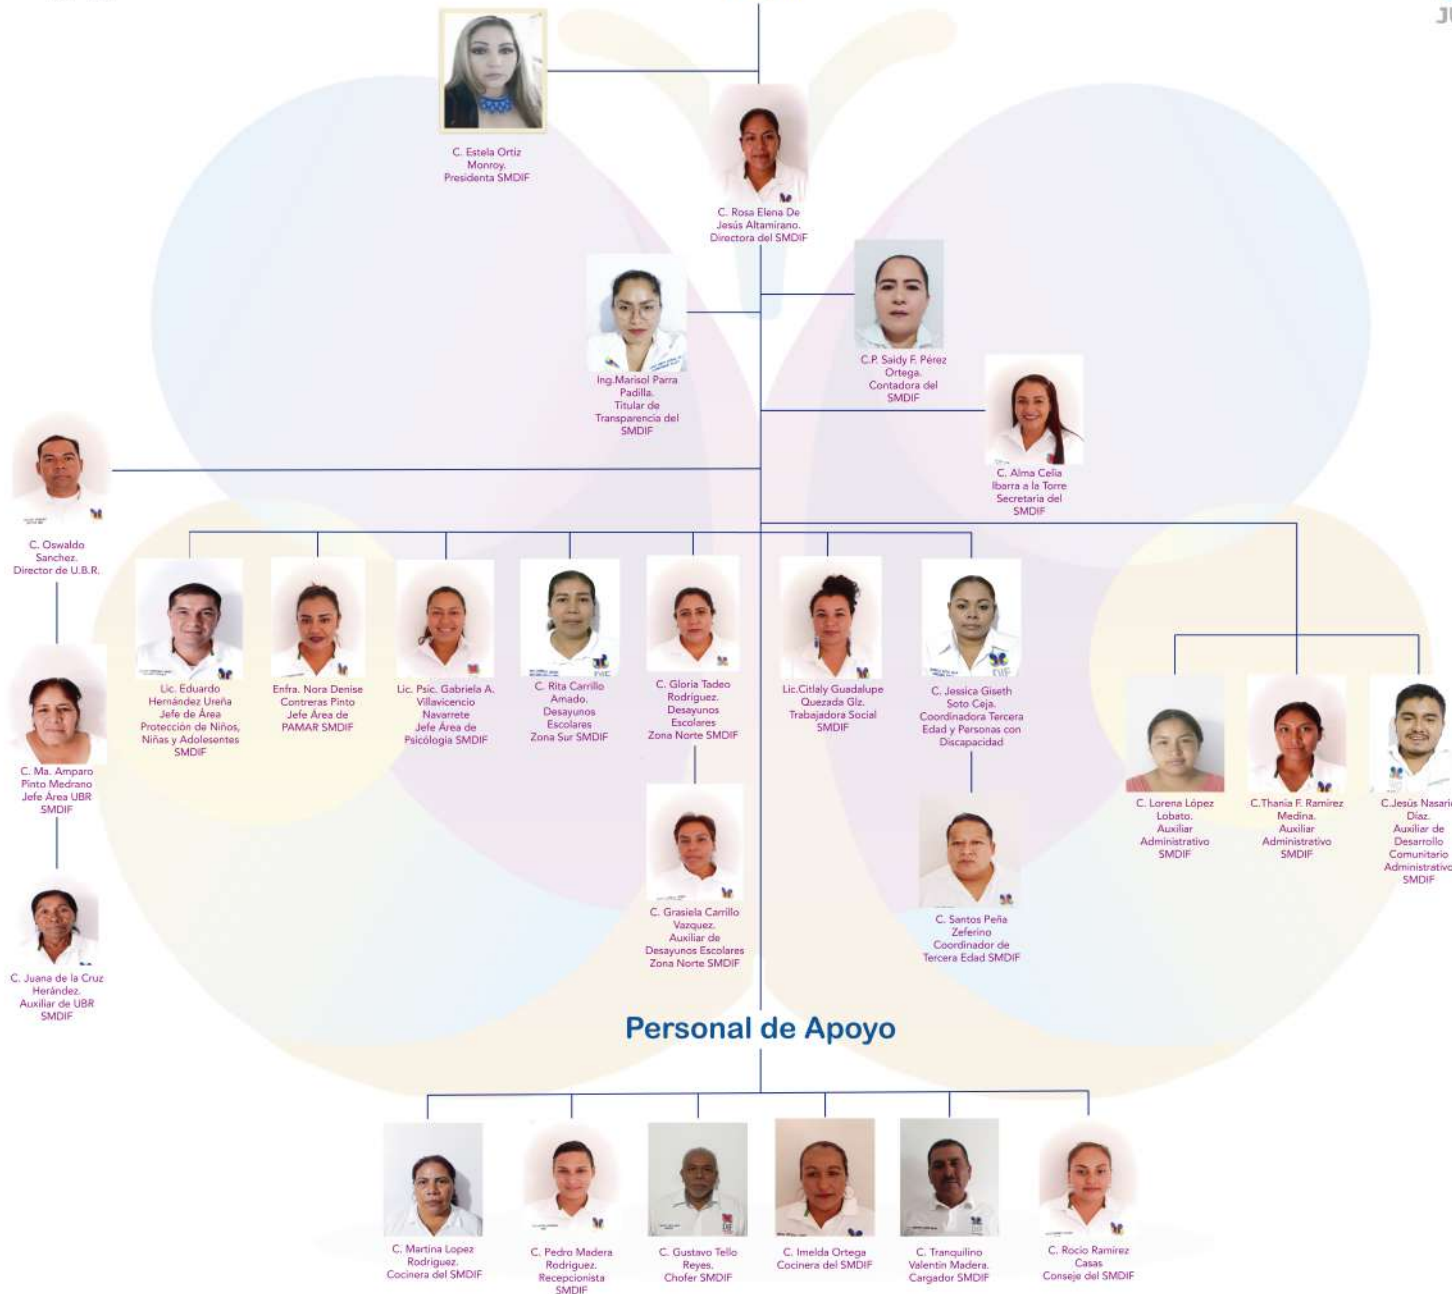 JU
C. Estela Ortiz
Monroy.
Presidenta SMDIF
C. Rosa Elena De
Jesús Altamirano.
Directora del SMDIF
Ing.Marisol Parra
Padilla.
Titular de
Transparencia del
SMDIF
C.P. Saidy F. Pérez
Ortega.
Contadora del
SMDIF
C. Alma Celia
Ibarra a la Torre
Secretaria del
SMDIF
C. Oswaldo
Sanchez.
Director de U.B.R.
Lic. Eduardo
Hernández Ureña
Jefe de Área
Protección de Niños,
Niñas y Adolesentes
SMDIF
Enfra. Nora Denise
Contreras Pinto
Jefe Área de
PAMAR SMDIF
Lic. Psic. Gabriela A.
Villavicencio
Navarrete
Jefe Área de
Psicólogia SMDIF
C. Rita Carrillo
Amado.
Desayunos
Escolares
Zona Sur SMDIF
C. Gloria Tadeo
Rodriguez.
Desayunos
Escolares
Zona Norte SMDIF
Lic.Citlaly Guadalupe
Quezada Glz.
Trabajadora Social
SMDIF
C. Jessica Giseth
Soto Ceja.
Coordinadora Tercera
Edad y Personas con
Discapacidad
C. Ma. Amparo
Pinto Medrano
Jefe Área UBR
SMDIF
C. Lorena López
Lobato.
Auxiliar
Administrativo
SMDIF
C.Thania F. Ramirez
Medina.
Auxiliar
Administrativo
SMDIF
C.Jesús Nasario
Díaz.
Auxiliar de
Desarrollo
Comunitario
Administrativo
SMDIF
C. Grasiela Carrillo
Vazquez.
Auxiliar de
Desayunos Escolares
Zona Norte SMDIF
C. Santos Peña
Zeferino
Coordinador de
Tercera Edad SMDIF
C. Juana de la Cruz
Herández.
Auxiliar de UBR
SMDIF
Personal de Apoyo
C. Martina Lopez
Rodriguez.
Cocinera del SMDIF
C. Pedro Madera
Rodriguez.
Recepcionista
SMDIF
C. Gustavo Tello
Reyes.
Chofer SMDIF
C. Imelda Ortega
Cocinera del SMDIF
C. Tranquilino
Valentin Madera.
Cargador SMDIF
C. Rocio Ramirez
Casas
Conseje del SMDIF